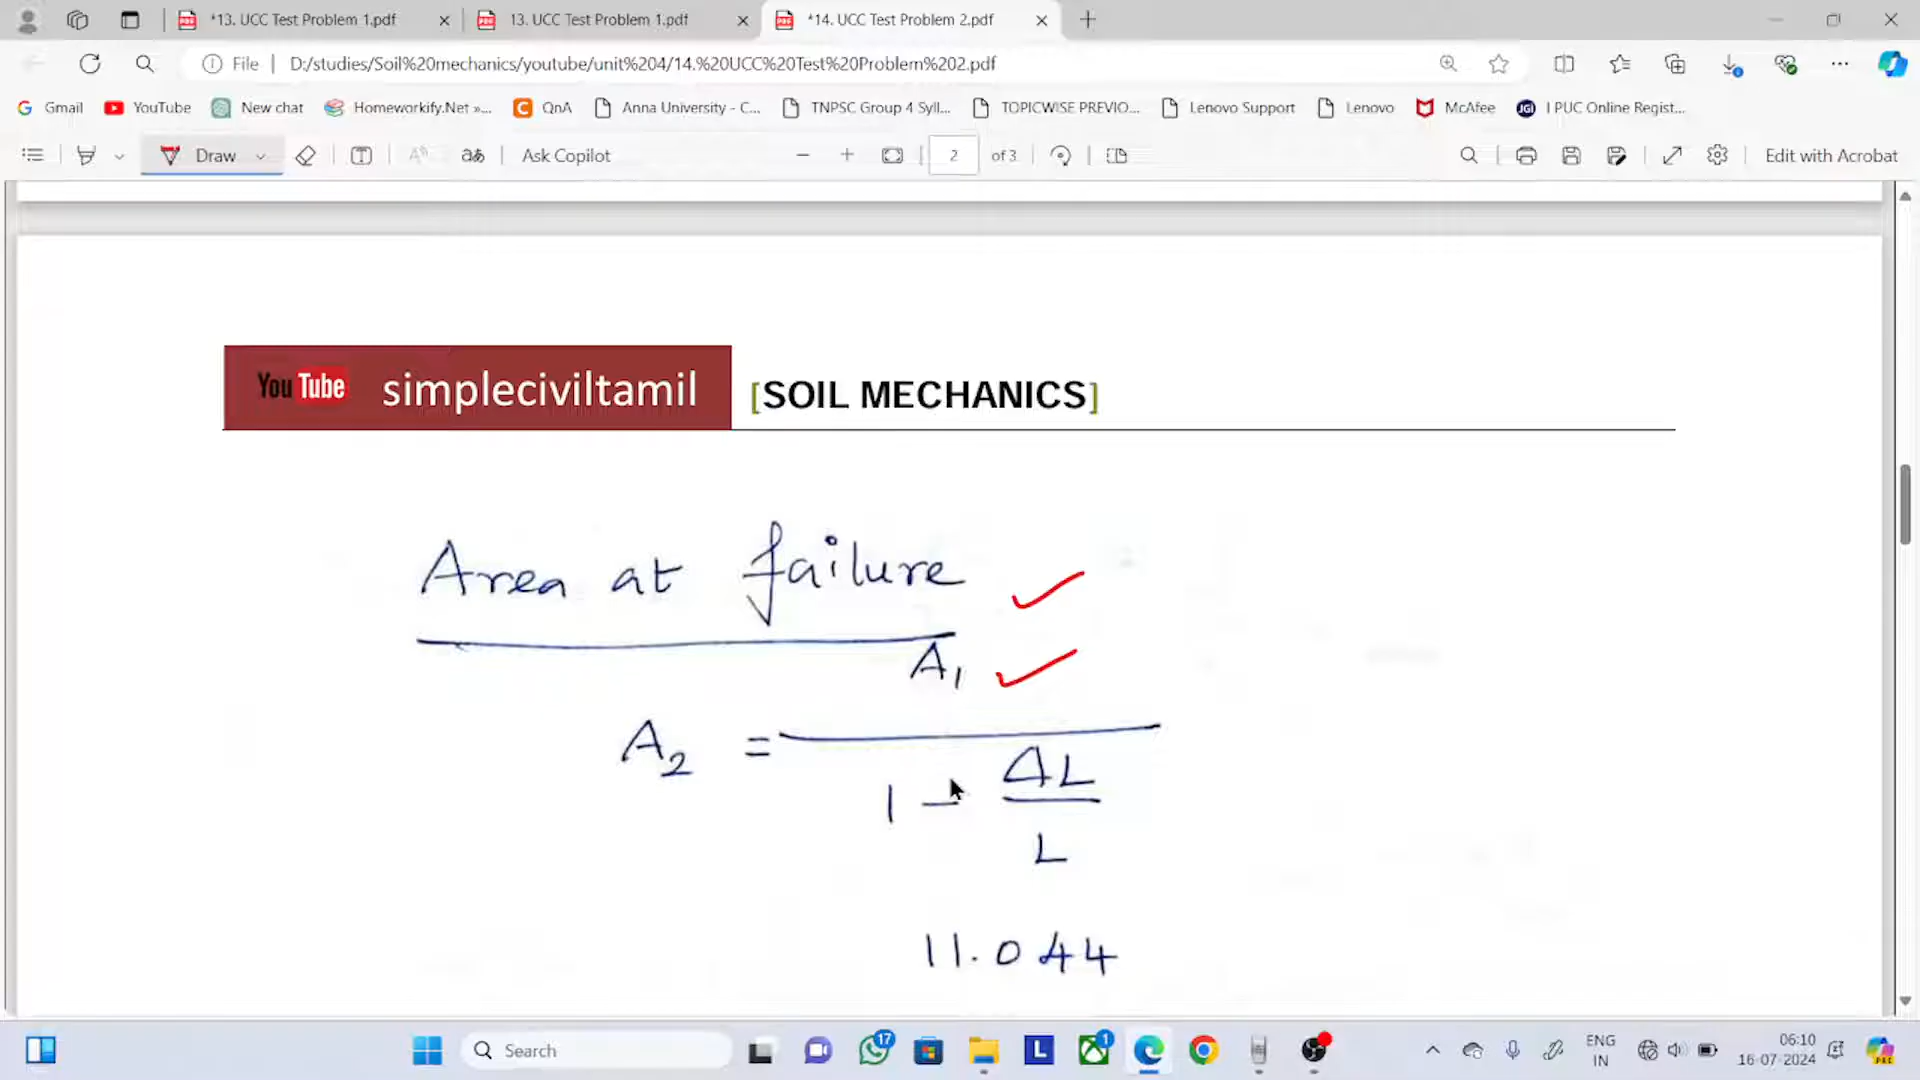 *13. UCC Test Problem 1.pdf
13. UCC Test Problem 1.pdf
*14. UCC Test Problem 2.pdf
File
D:/studies/Soil%20mechanics/youtube/unit%204/14.%20UCC%20Test%20Problem%202.pdf
Gmail
YouTube
New chat
Homeworkify.Net »...
QnA
Anna University - C...
TNPSC Group 4 Syll...
TOPICWISE PREVIO...
Lenovo Support
Lenovo
McAfee
I PUC Online Regist...
Draw
Ask Copilot
2 of 3
Edit with Acrobat
YouTube simpleciviltamil [SOIL MECHANICS]
Area at failure
A₁
A₂ =
1 - ΔL
L
11.044
Search
17
1
ENG
IN
06:10
16-07-2024